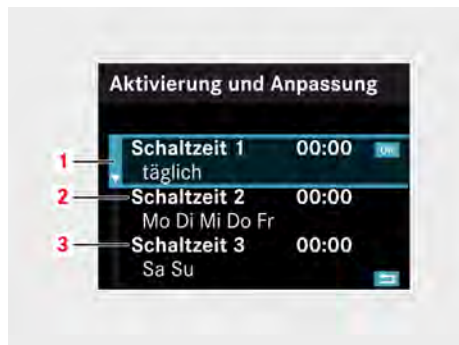 Aktivierung und Anpassung
Schaltzeit 1 00:00 OK
täglich
Schaltzeit 2 00:00
Mo Di Mi Do Fr
Schaltzeit 3 00:00
Sa Su
1
2
3